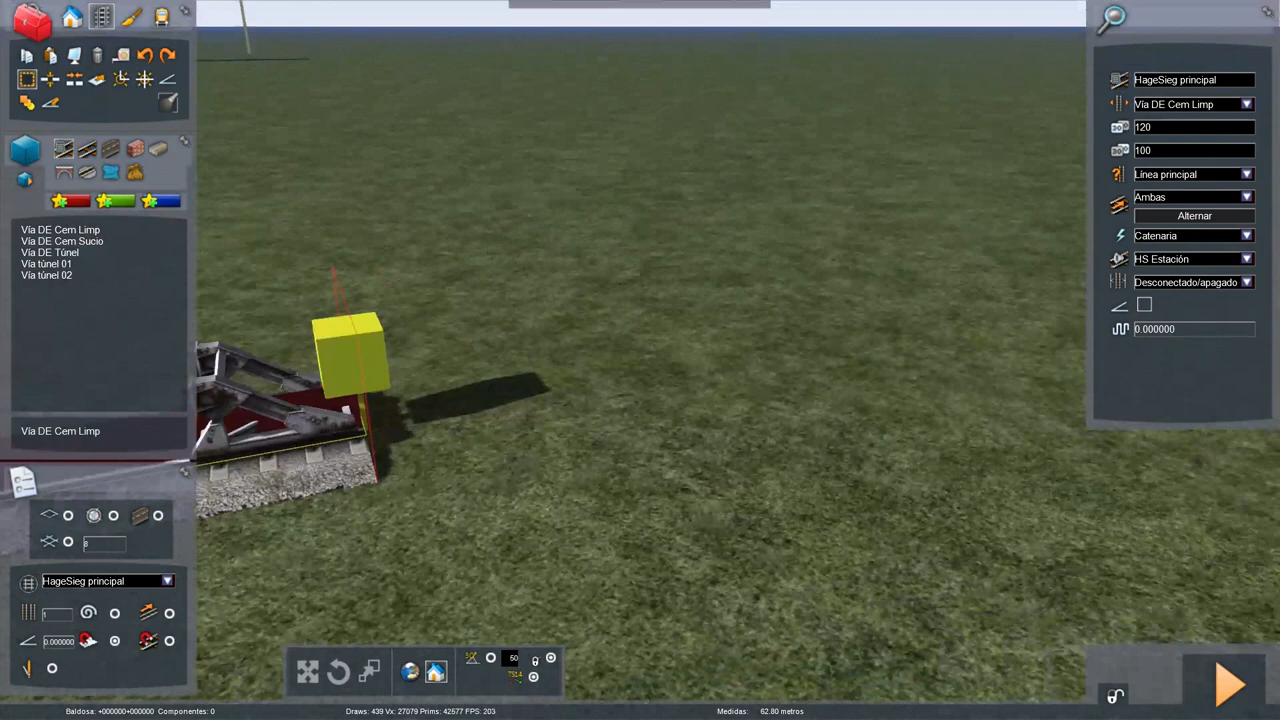 Vía DE Cem Limp
Vía DE Cem Sucio
Vía DE Túnel
Vía túnel 01
Vía túnel 02
Vía DE Cem Limp
8
HageSieg principal
1
0.000000
50
TS14
HageSieg principal
Vía DE Cem Limp
120
100
Línea principal
Ambas
Alternar
Catenaria
HS Estación
Desconectado/apagado
0.000000
Baldosa: +000000+000000 Componentes: 0
Draws: 439 Vx: 27079 Prims: 42577 FPS: 203
Medidas: 62.80 metros